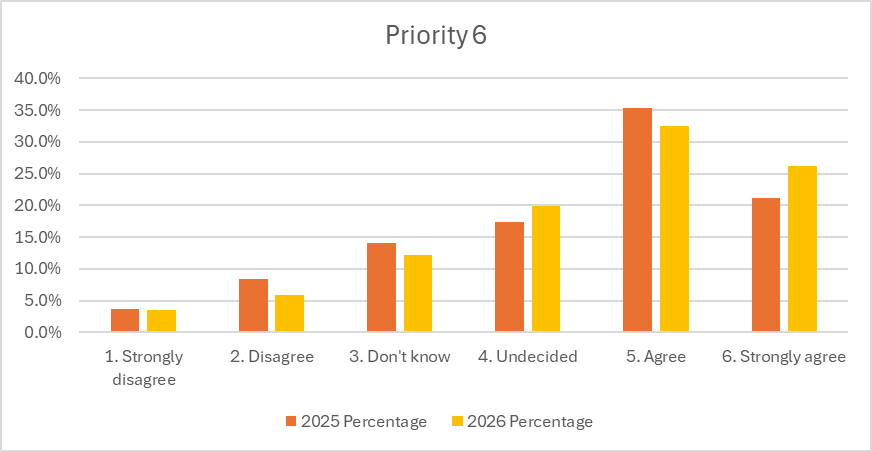 Priority 6
40.0%
35.0%
30.0%
25.0%
20.0%
15.0%
10.0%
5.0%
0.0%
1. Strongly
disagree
2. Disagree
3. Don't know
4. Undecided
5. Agree
6. Strongly agree
2025 Percentage
2026 Percentage